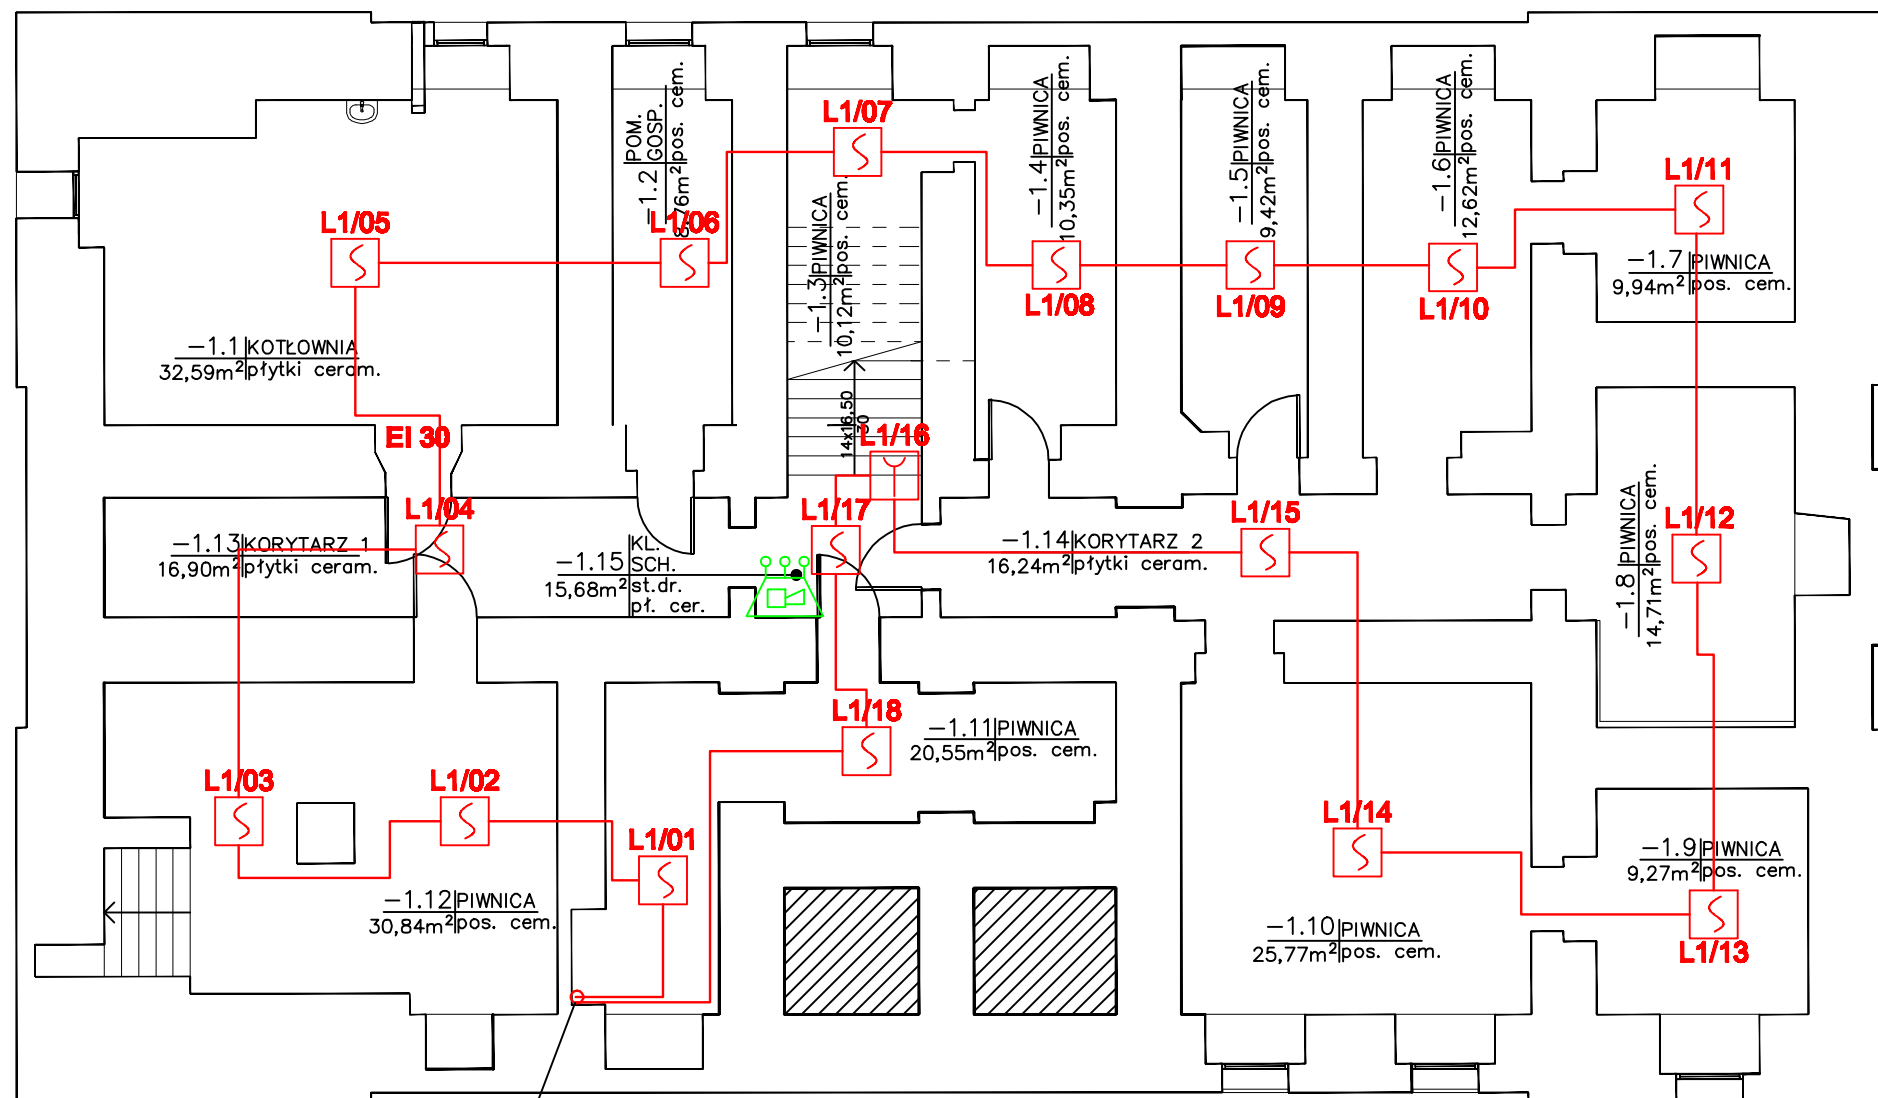 L1/07
-1.2 POM. GOSP.
8,76m² pos. cem.
-1.4 PIWNICA
10,35m² pos. cem.
-1.5 PIWNICA
9,42m² pos. cem.
-1.6 PIWNICA
12,62m² pos. cem.
L1/11
L1/05
L1/06
-1.3 PIWNICA
10,12m² pos. cem.
L1/08
L1/09
L1/10
-1.7 PIWNICA
9,94m² pos. cem.
-1.1 KOTŁOWNIA
32,59m² płytki ceram.
EI 30
14x16,50
30
L1/16
L1/04
L1/17
L1/15
L1/12
-1.13 KORYTARZ 1
16,90m² płytki ceram.
-1.15 KL. SCH.
15,68m² st.dr.
pł. cer.
-1.14 KORYTARZ 2
16,24m² płytki ceram.
-1.8 PIWNICA
14,71m² pos. cem.
L1/18
-1.11 PIWNICA
20,55m² pos. cem.
L1/03
L1/02
L1/01
L1/14
-1.9 PIWNICA
9,27m² pos. cem.
-1.12 PIWNICA
30,84m² pos. cem.
-1.10 PIWNICA
25,77m² pos. cem.
L1/13